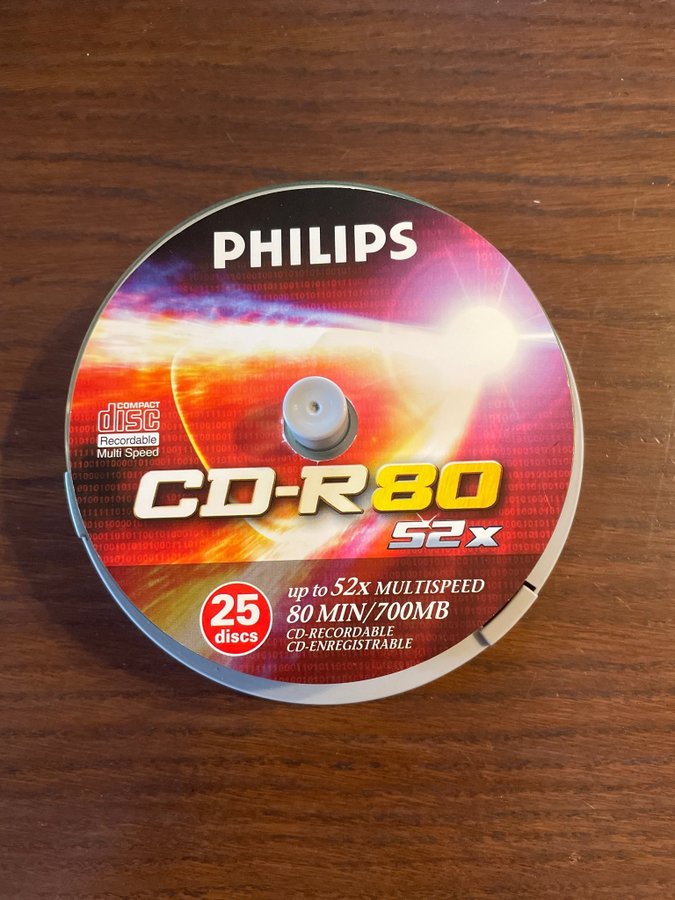 PHILIPS
COMPACT
disc
Recordable
Multi Speed
CD-R80
52x
25
discs
up to 52x MULTISPEED
80 MIN/700MB
CD-RECORDABLE
CD-ENREGISTRABLE